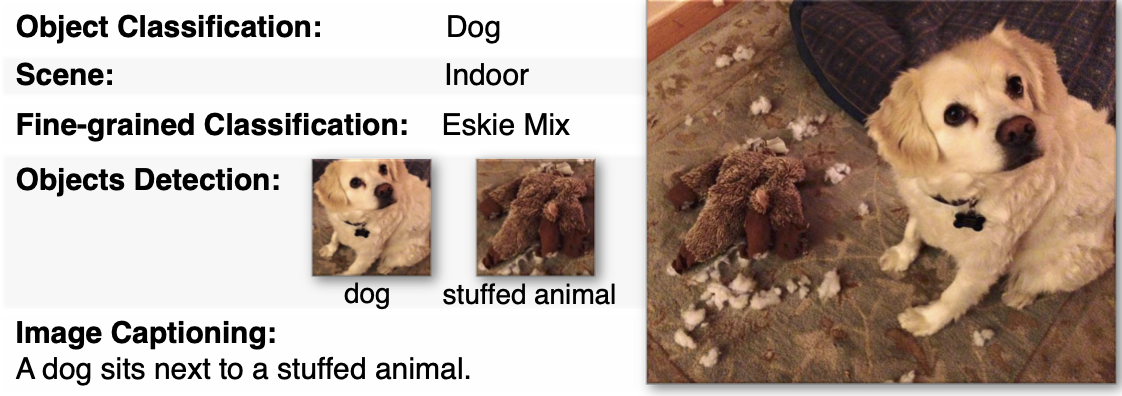 Object Classification: Dog
Scene: Indoor
Fine-grained Classification: Eskie Mix
Objects Detection:
dog stuffed animal
Image Captioning:
A dog sits next to a stuffed animal.